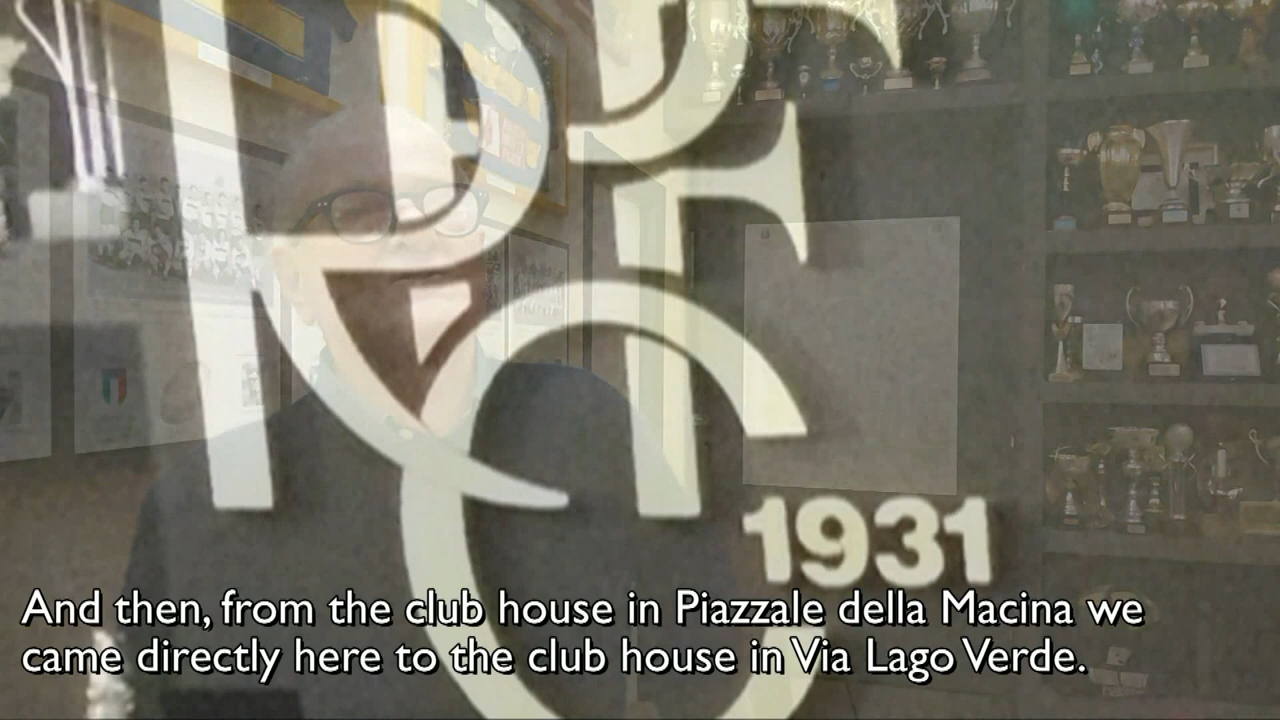 RFC
1931
And then, from the club house in Piazzale della Macina we
came directly here to the club house in Via Lago Verde.